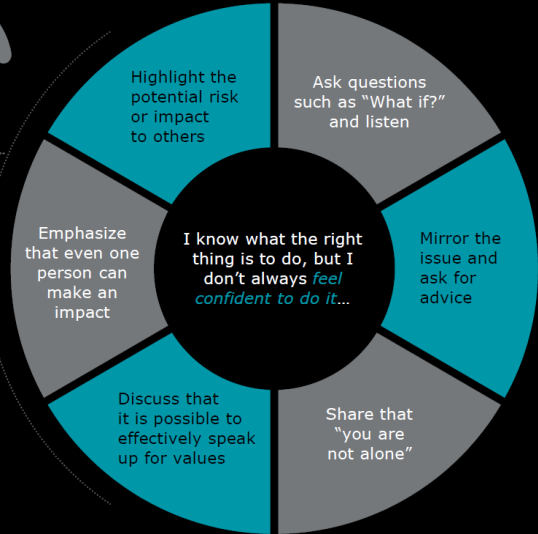 Highlight the
potential risk
or impact
to others
Ask questions
such as “What if?”
and listen
Mirror the
issue and
ask for
advice
Share that
“you are
not alone”
Discuss that
it is possible to
effectively speak
up for values
Emphasize
that even one
person can
make an
impact
I know what the right
thing is to do, but I
don’t always feel
confident to do it...